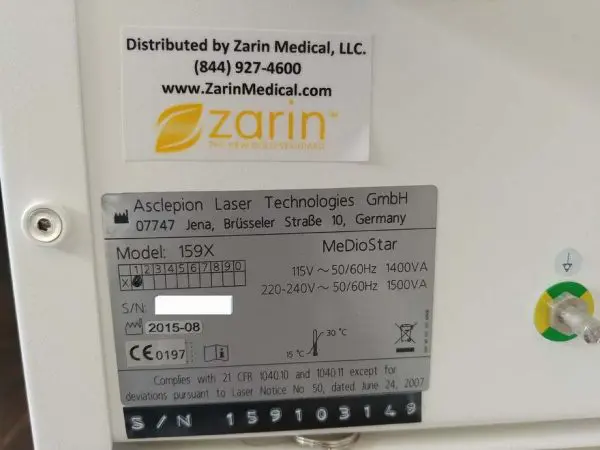 Distributed by Zarin Medical, LLC.
(844) 927-4600
www.ZarinMedical.com
zarin™
Asclepion Laser Technologies GmbH
07747 Jena, Brüsseler Straße 10, Germany
Model: 159X MeDioStar
1 2 3 4 5 6 7 8 9 0
X
115V ~ 50/60Hz 1400VA
220-240V ~ 50/60Hz 1500VA
S/N:
2015-08
CE 0197 15 °C 30 °C
Complies with 21 CFR 1040.10 and 1040.11 except for
deviations pursuant to Laser Notice No 50, dated June 24, 2007
S/N 159103149